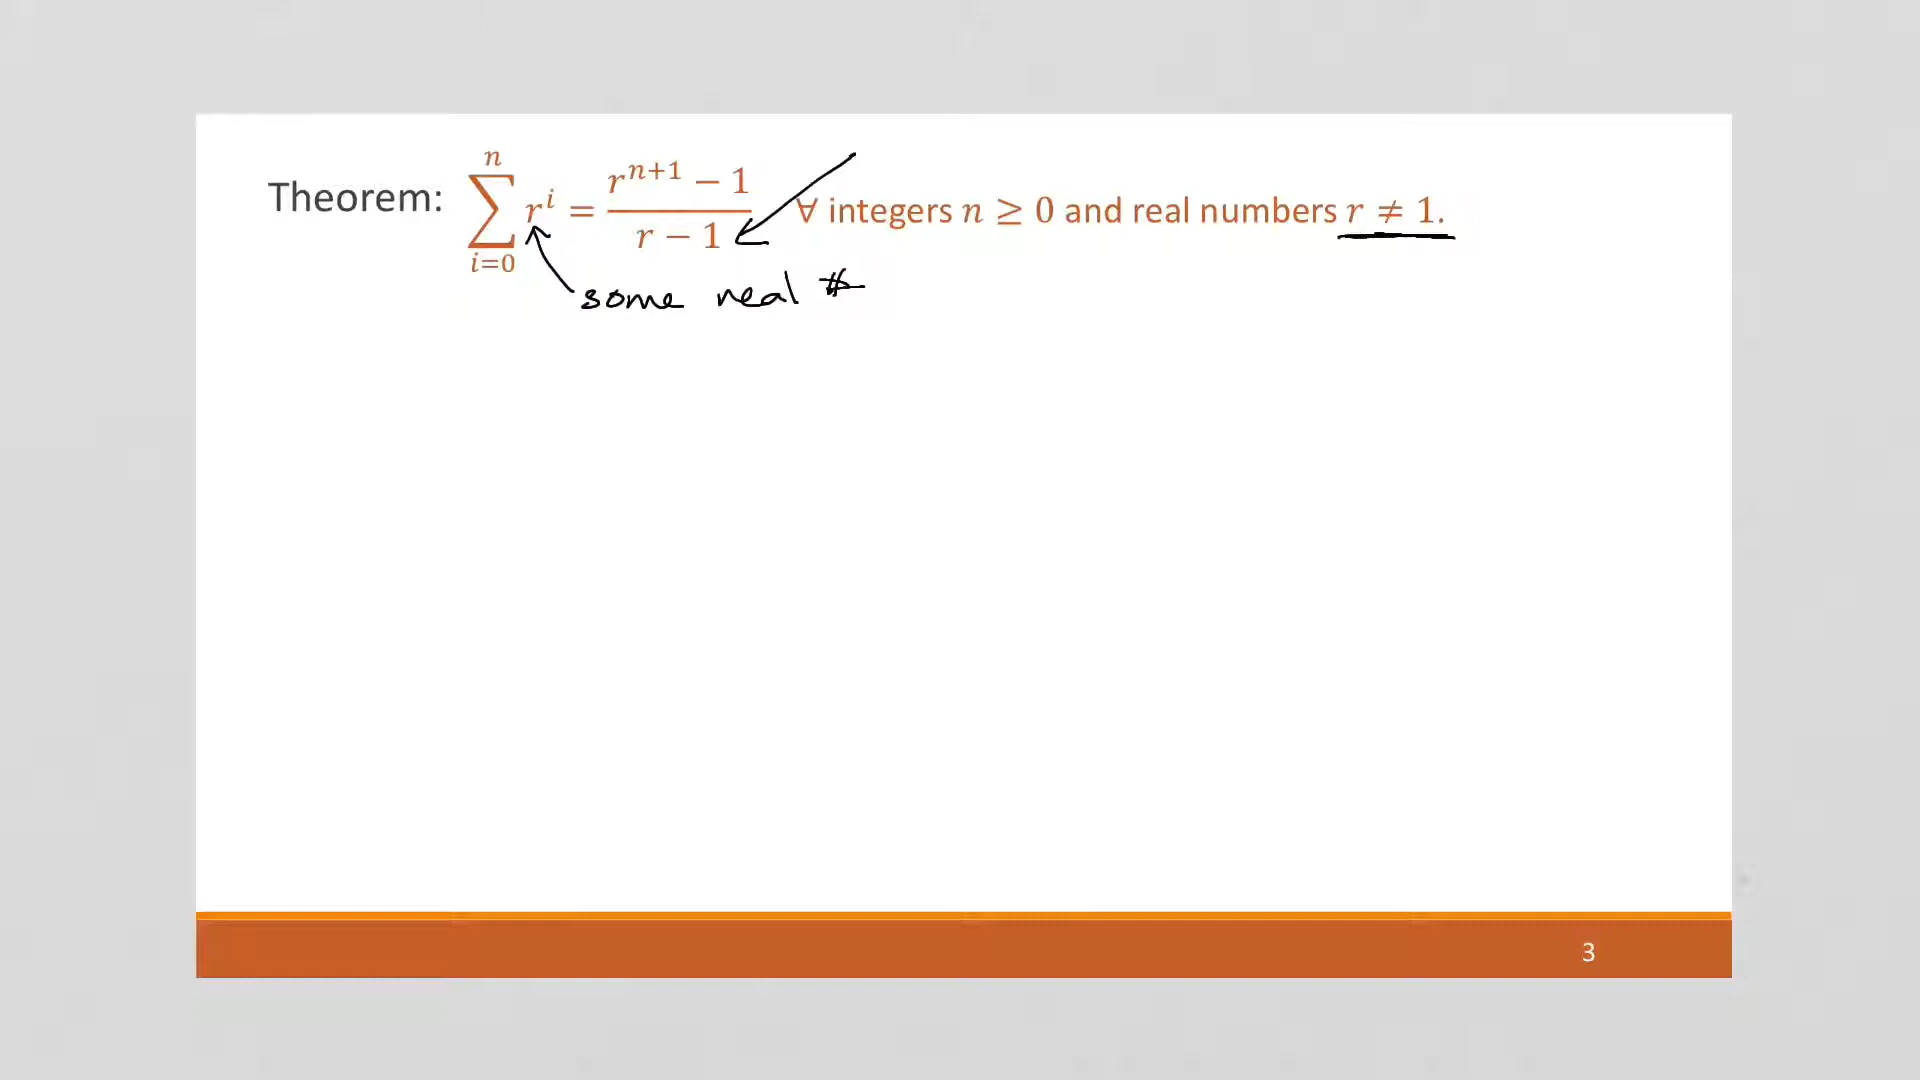 Theorem: $\sum_{i=0}^{n} r^i = \frac{r^{n+1} - 1}{r - 1}$ ∀ integers $n \geq 0$ and real numbers $r \neq 1$.
some real #
3